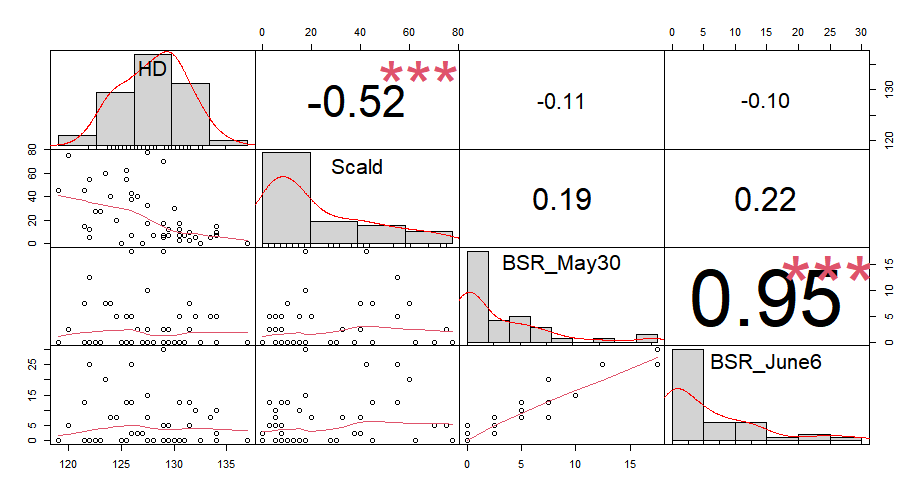 0 20 40 60 80
0 5 10 15 20 25 30
HD
-0.52
***
-0.11
-0.10
120 130
0 20 40 60 80
Scald
0.19
0.22
BSR_May30
0.95
***
0 5 10 15
0 5 15 25
BSR_June6
120 125 130 135
0 5 10 15